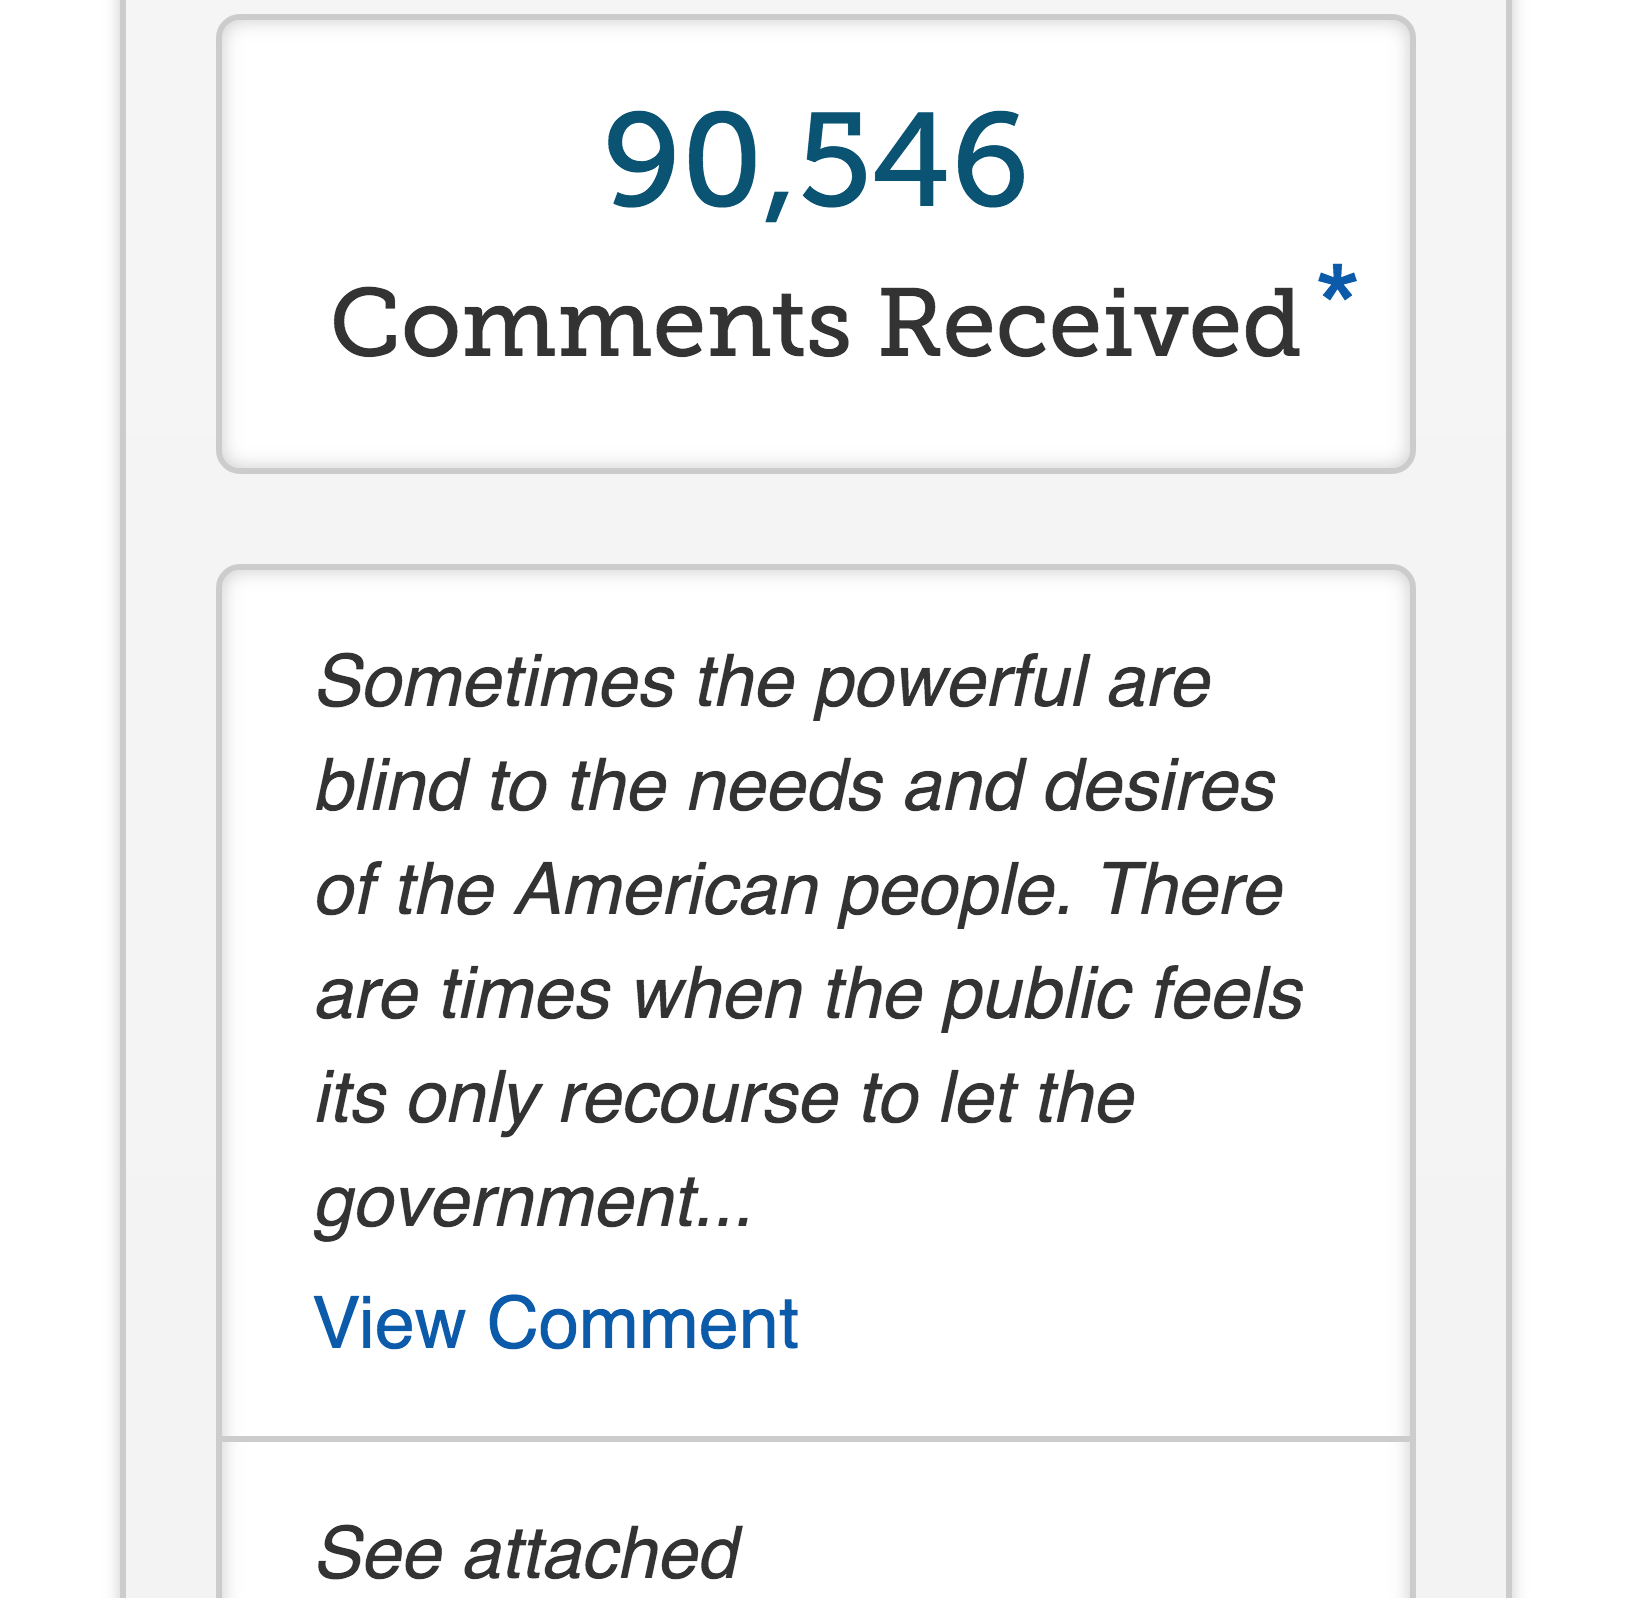 90,546
Comments Received*
Sometimes the powerful are
blind to the needs and desires
of the American people. There
are times when the public feels
its only recourse to let the
government...
View Comment
See attached